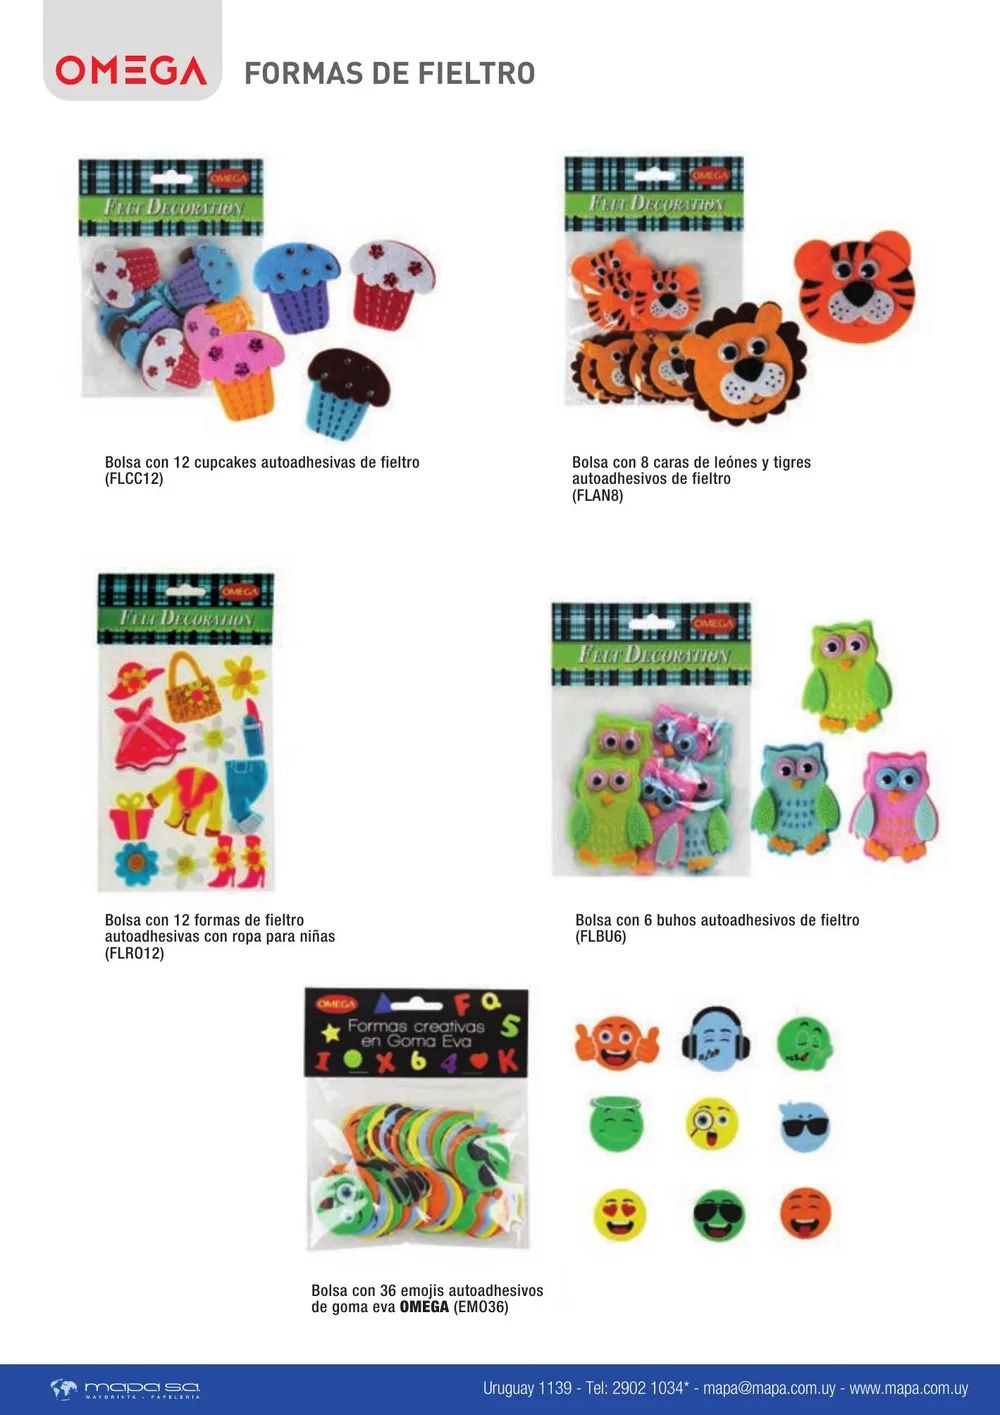 OMEGA
FORMAS DE FIELTRO
OMEGA
FELT DECORATION
OMEGA
FELT DECORATION
Bolsa con 12 cupcakes autoadhesivas de fieltro
(FLCC12)
Bolsa con 8 caras de leónes y tigres
autoadhesivos de fieltro
(FLAN8)
OMEGA
FELT DECORATION
OMEGA
FELT DECORATION
Bolsa con 12 formas de fieltro
autoadhesivas con ropa para niñas
(FLRO12)
Bolsa con 6 buhos autoadhesivos de fieltro
(FLBU6)
OMEGA
F Q
Formas creativas
en Goma Eva
S
I X 6 4 K
Bolsa con 36 emojis autoadhesivos
de goma eva OMEGA (EMO36)
mapa s.a.
MAYORISTA - PAPELERIA
Uruguay 1139 - Tel: 2902 1034* - mapa@mapa.com.uy - www.mapa.com.uy